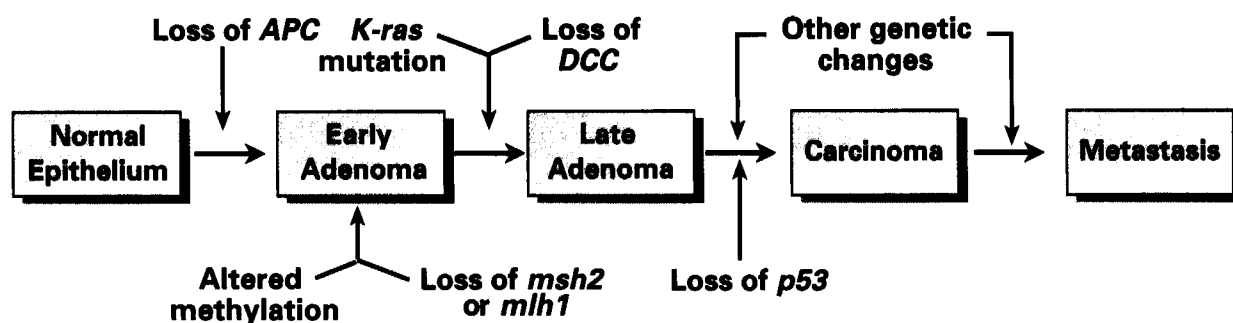 Loss of APC
K-ras
mutation
Loss of
DCC
Other genetic
changes
Normal
Epithelium
Early
Adenoma
Late
Adenoma
Carcinoma
Metastasis
Altered
methylation
Loss of msh2
or mlh1
Loss of p53